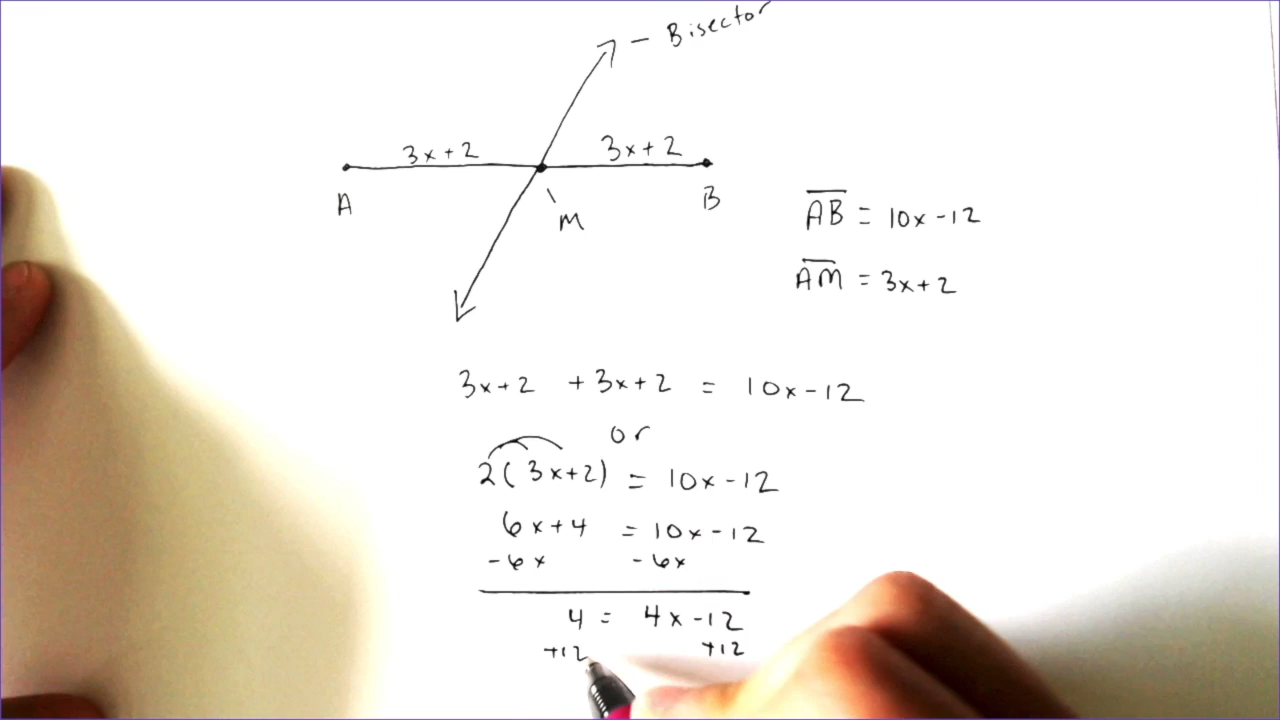 – Bisector
3x+2
3x+2
A
M
B
AB = 10x-12
AM = 3x+2
3x+2 +3x+2 = 10x-12
or
2(3x+2) = 10x-12
6x+4 = 10x-12
-6x -6x
4 = 4x-12
+12 +12